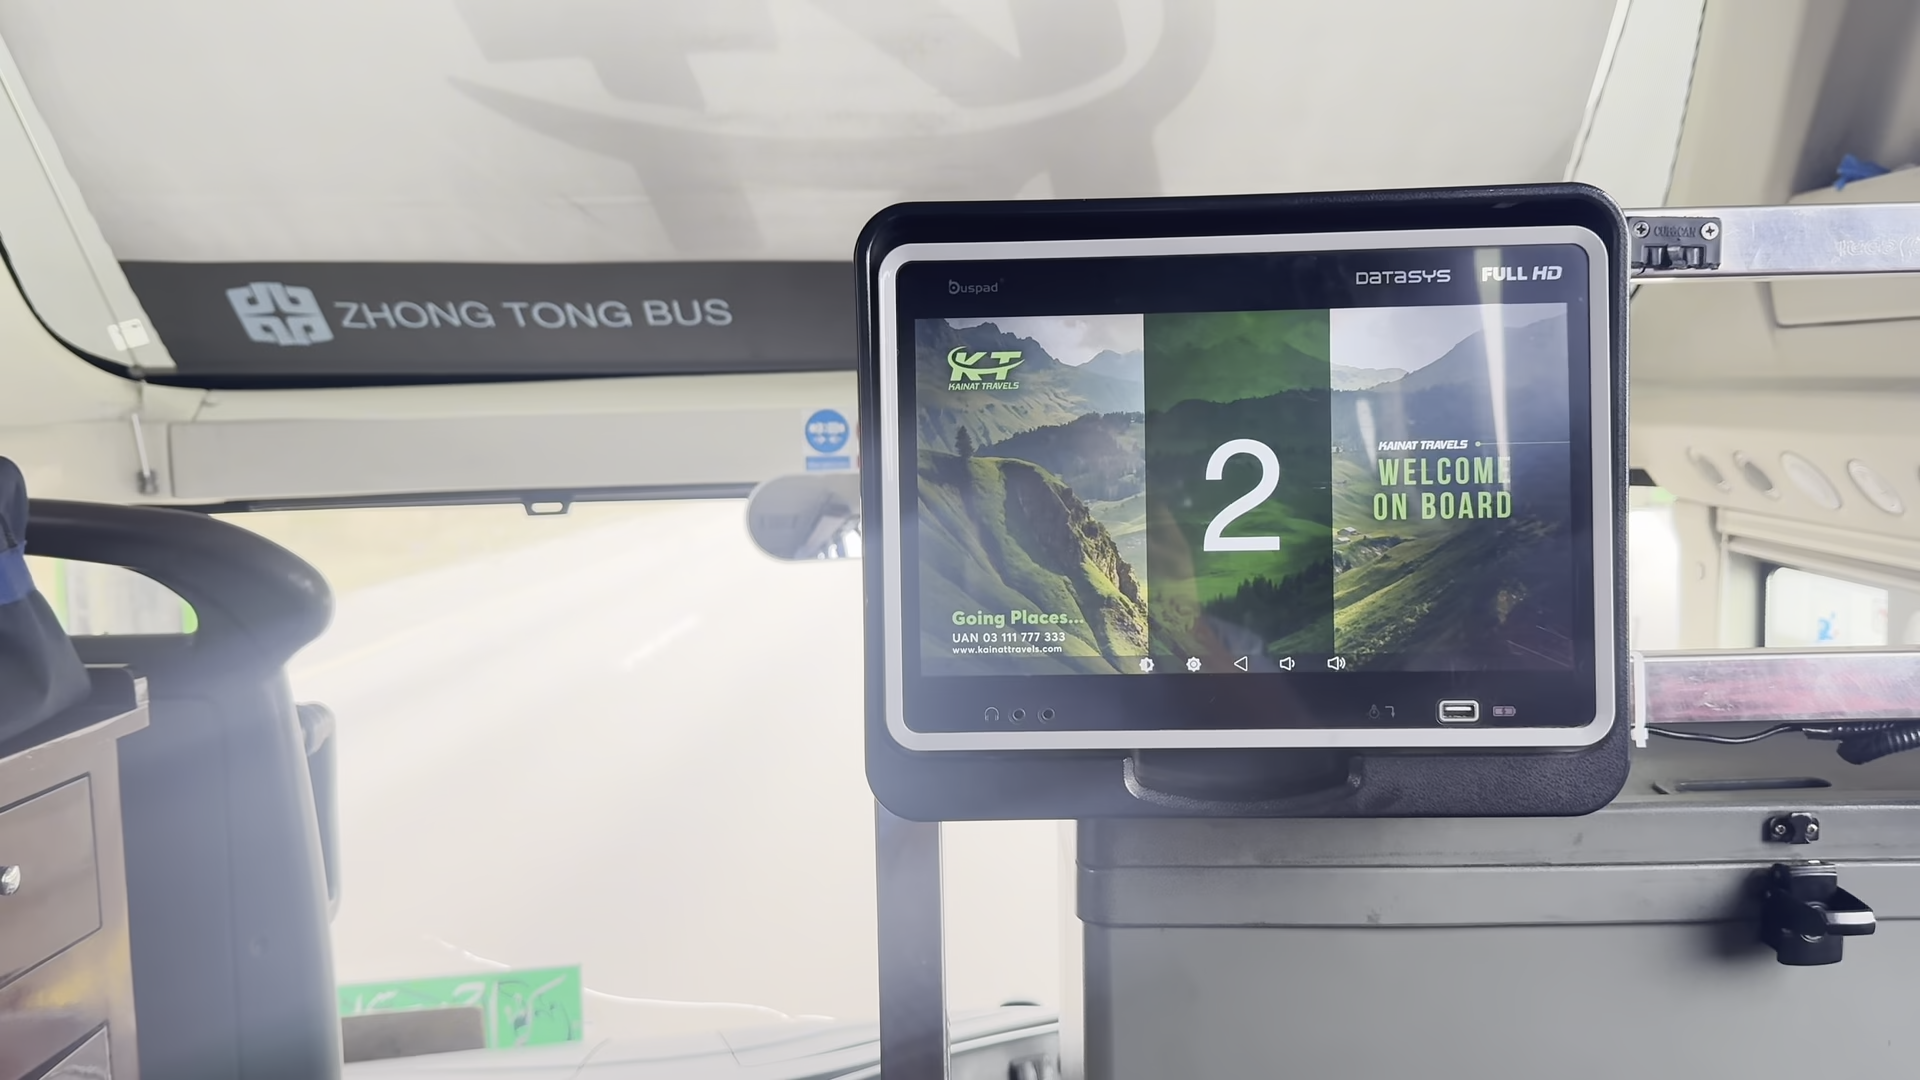 ZHONG TONG BUS
buspad
DATASYS FULL HD
KT
KAINAT TRAVELS
2
KAINAT TRAVELS
WELCOME
ON BOARD
Going Places...
UAN 03 111 777 333
www.kainattravels.com